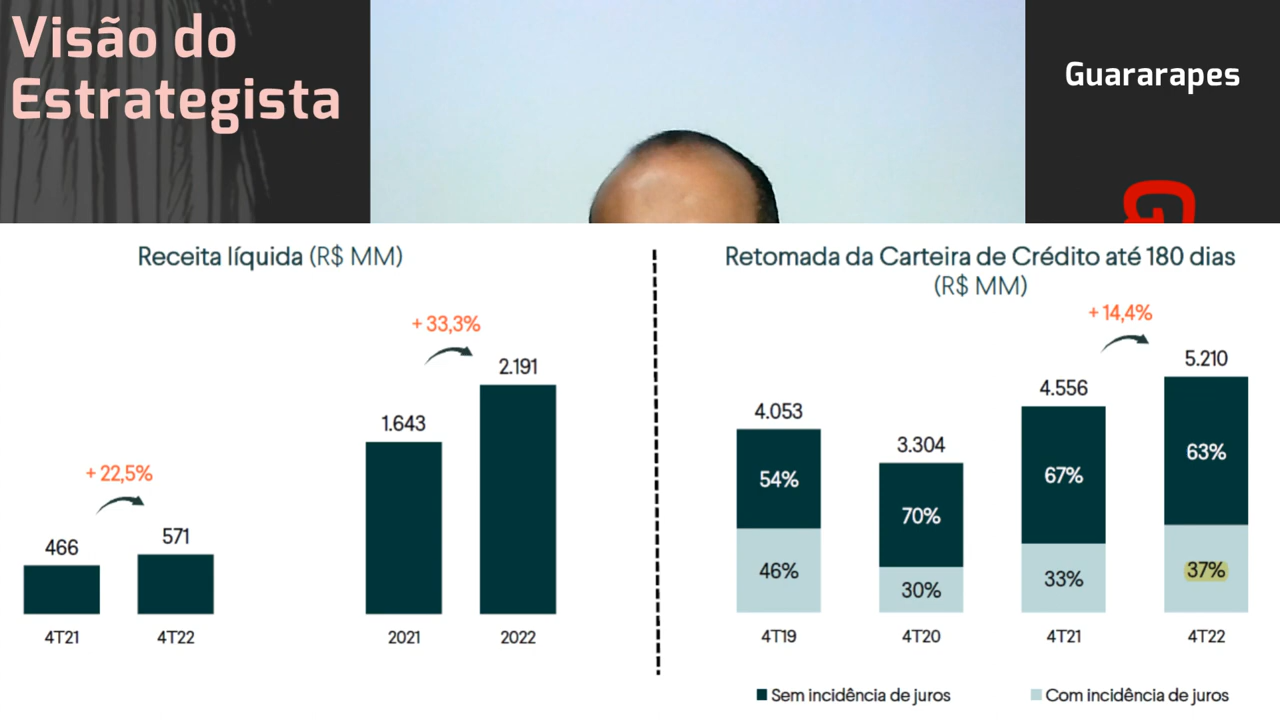 Visão do
Estrategista
Guararapes
Receita líquida (R$ MM)
+ 33,3%
2.191
1.643
+ 22,5%
571
466
4T21
4T22
2021
2022
Retomada da Carteira de Crédito até 180 dias
(R$ MM)
+ 14,4%
5.210
4.556
4.053
3.304
54%
70%
67%
63%
46%
30%
33%
37%
4T19
4T20
4T21
4T22
Sem incidência de juros
Com incidência de juros